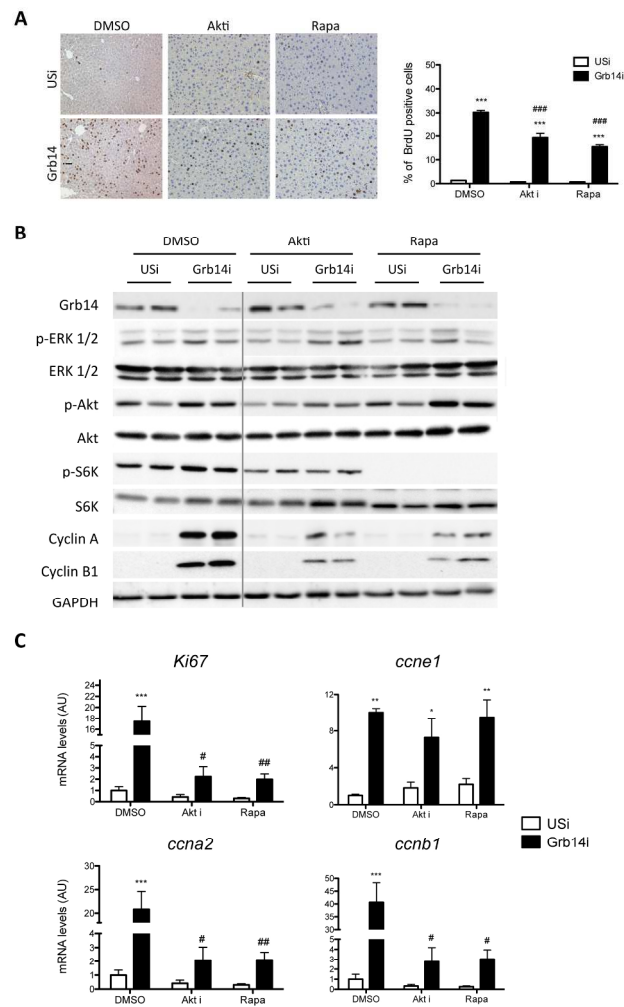 A
DMSO Akti Rapa
USi
Grb14
% of BrdU positive cells
50
40
30
20
10
0
*** *** ***
### ###
DMSO Akt i Rapa
USi
Grb14i
B
DMSO Akti Rapa
USi Grb14i USi Grb14i USi Grb14i
Grb14
p-ERK 1/2
ERK 1/2
p-Akt
Akt
p-S6K
S6K
Cyclin A
Cyclin B1
GAPDH
C
Ki67
mRNA levels (AU)
24
22
20
18
16
5
4
3
2
1
0
***
#
##
DMSO Akt i Rapa
ccne1
12
8
4
0
**
*
**
DMSO Akt i Rapa
USi
Grb14i
ccna2
mRNA levels (AU)
30
20
10
4
3
2
1
0
***
#
##
DMSO Akt i Rapa
ccnb1
50
45
40
35
30
5
4
3
2
1
0
***
#
#
DMSO Akt i Rapa